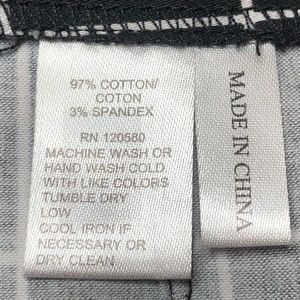 97% COTTON/
COTON
3% SPANDEX
RN 120580
MACHINE WASH OR
HAND WASH COLD
WITH LIKE COLORS
TUMBLE DRY
LOW
COOL IRON IF
NECESSARY OR
DRY CLEAN
MADE IN CHINA